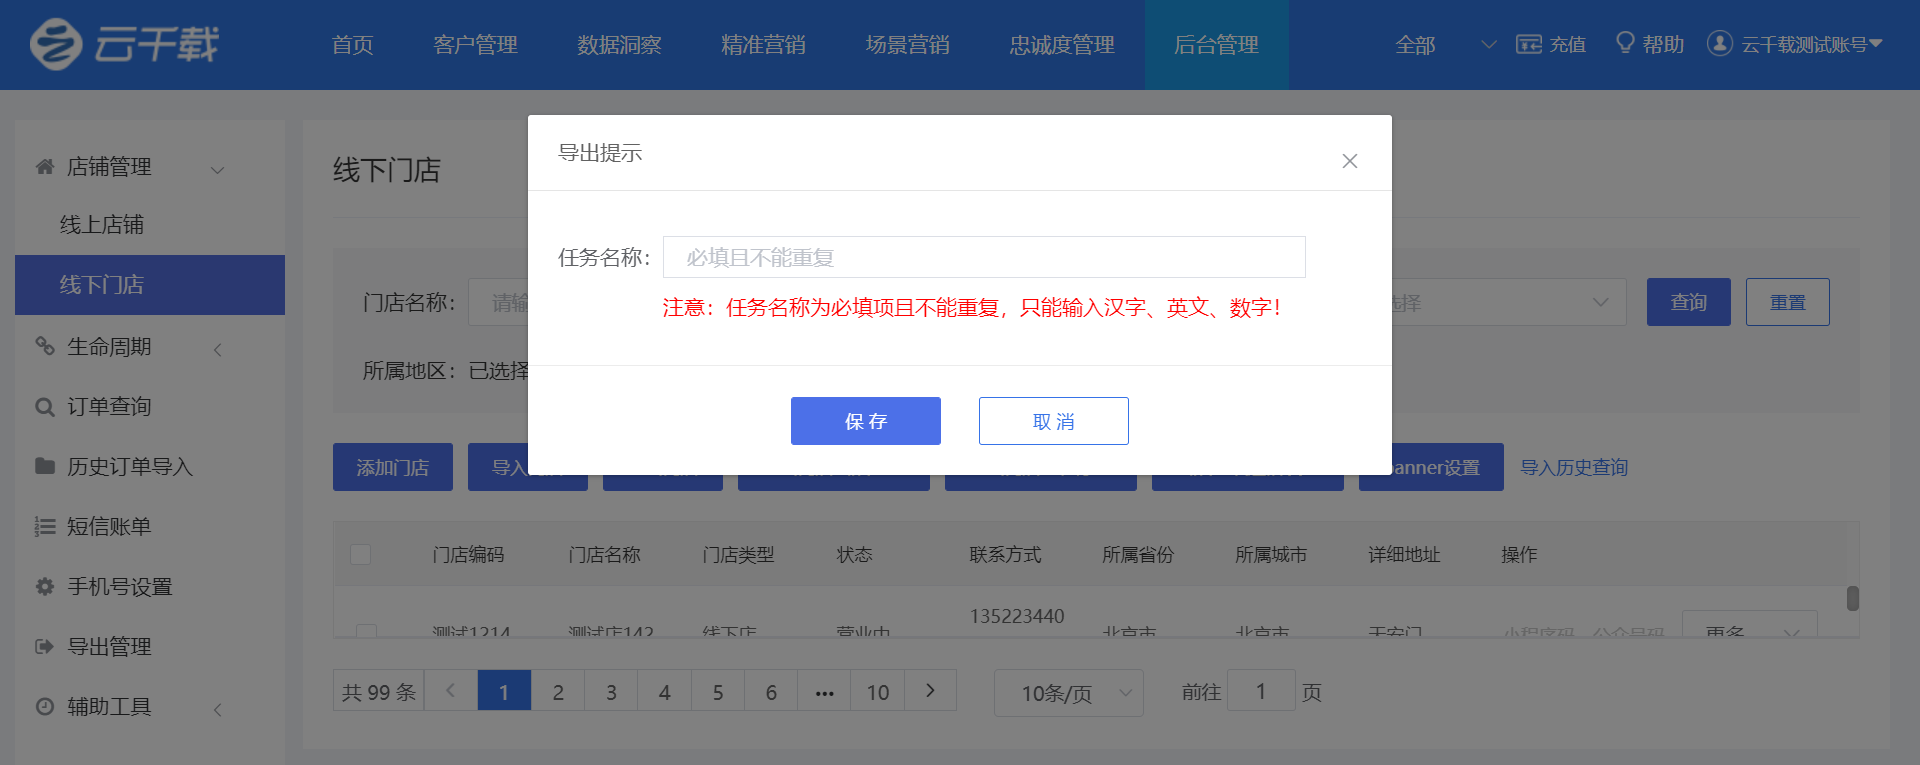 云千载
首页 客户管理 数据洞察 精准营销 场景营销 忠诚度管理 后台管理 全部 充值 帮助 云千载测试账号
店铺管理
线上店铺
线下门店
生命周期
订单查询
历史订单导入
短信账单
手机号设置
导出管理
辅助工具
线下门店
门店名称： 请输 选择 查询 重置
所属地区： 已选择
导出提示
任务名称： 必填且不能重复
注意：任务名称为必填项且不能重复，只能输入汉字、英文、数字！
保存 取消
添加门店 导入 banner设置 导入历史查询
门店编码 门店名称 门店类型 状态 联系方式 所属省份 所属城市 详细地址 操作
测试1214 测试店142 线下店 营业中 135223440 北京市 北京市 天安门 小程序码 公众号码 更多
共 99 条 1 2 3 4 5 6 ••• 10 10条/页 前往 1 页